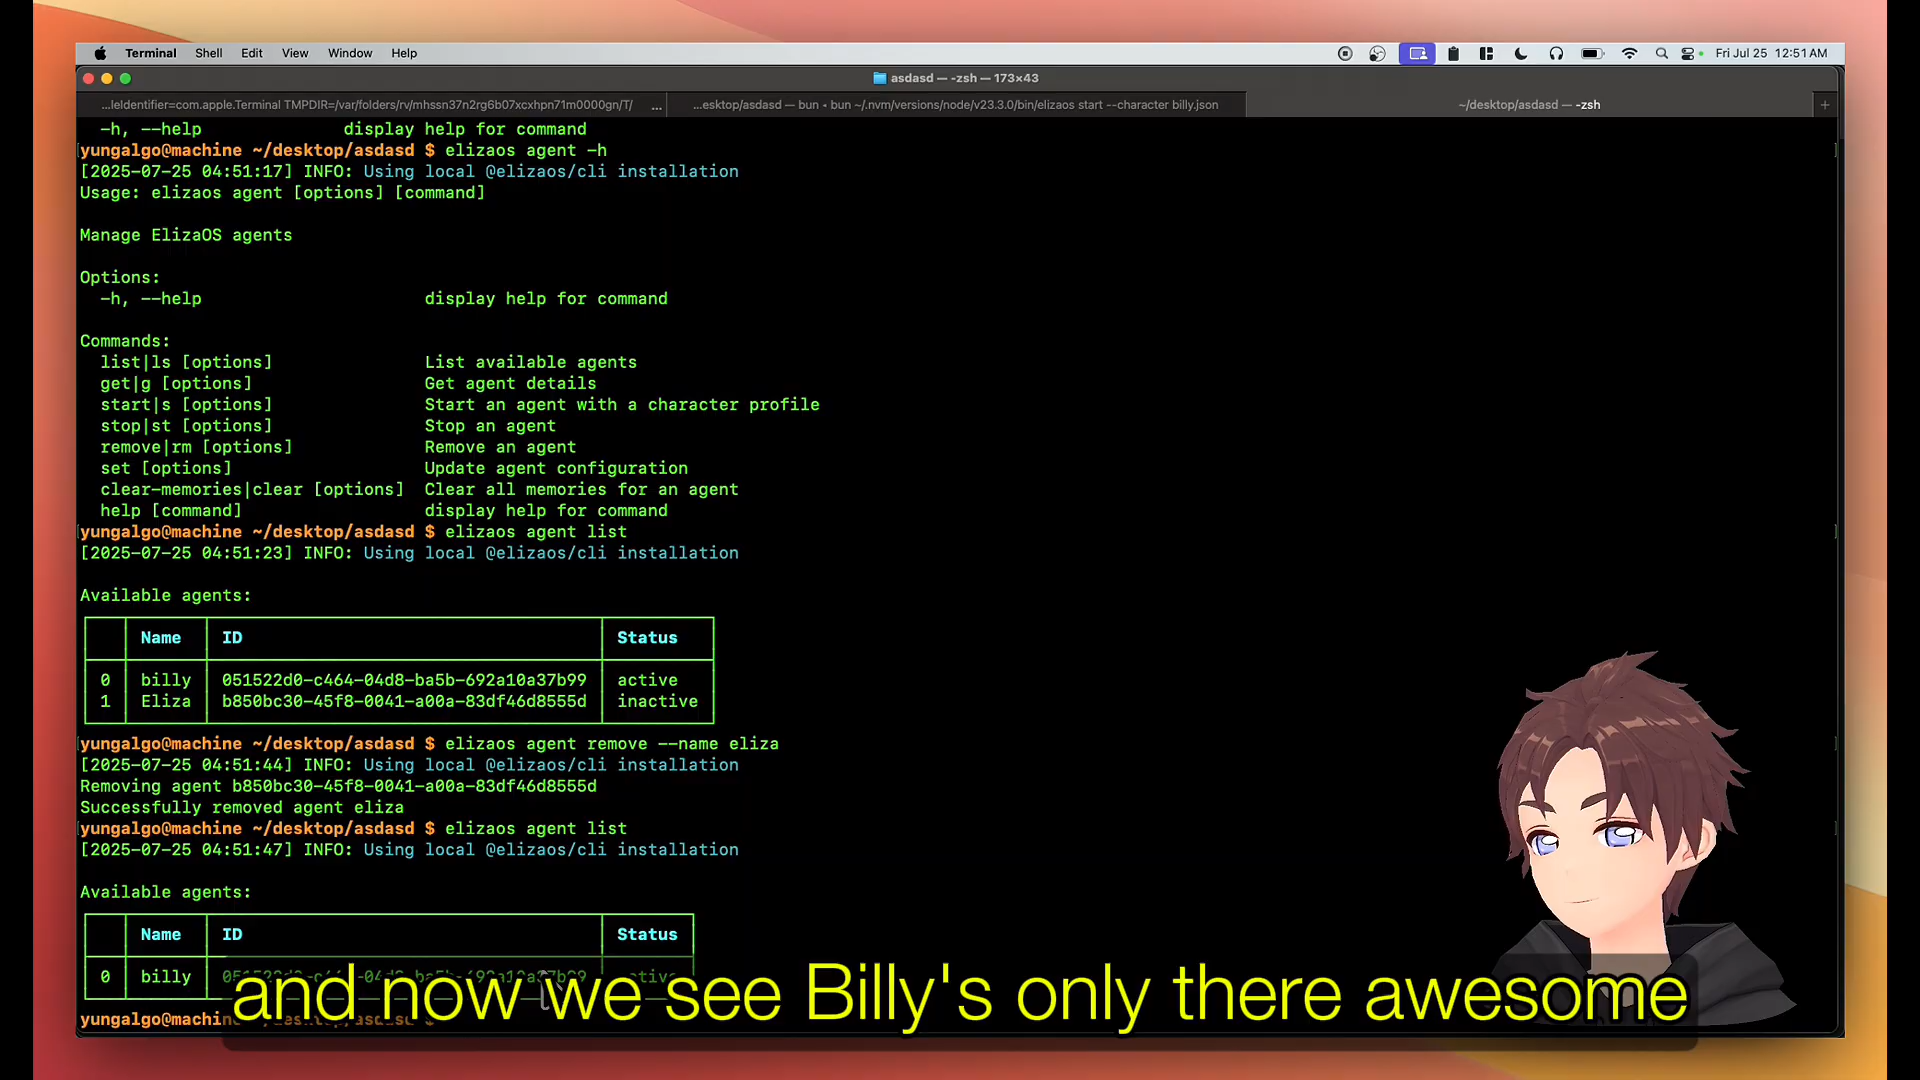 Terminal Shell Edit View Window Help Fri Jul 25 12:51AM
asdasd — -zsh — 173×43
...leIdentifier=com.apple.Terminal TMPDIR=/var/folders/rv/mhssn37n2rg6b07xcxhpn71m0000gn/T/ ... ...esktop/asdasd — bun • bun ~/.nvm/versions/node/v23.3.0/bin/elizaos start --character billy.json ~/desktop/asdasd — -zsh
-h, --help display help for command
yungalgo@machine ~/desktop/asdasd $ elizaos agent -h
[2025-07-25 04:51:17] INFO: Using local @elizaos/cli installation
Usage: elizaos agent [options] [command]
Manage ElizaOS agents
Options:
-h, --help display help for command
Commands:
list|ls [options] List available agents
get|g [options] Get agent details
start|s [options] Start an agent with a character profile
stop|st [options] Stop an agent
remove|rm [options] Remove an agent
set [options] Update agent configuration
clear-memories|clear [options] Clear all memories for an agent
help [command] display help for command
yungalgo@machine ~/desktop/asdasd $ elizaos agent list
[2025-07-25 04:51:23] INFO: Using local @elizaos/cli installation
Available agents:
Name ID Status
0 billy 051522d0-c464-04d8-ba5b-692a10a37b99 active
1 Eliza b850bc30-45f8-0041-a00a-83df46d8555d inactive
yungalgo@machine ~/desktop/asdasd $ elizaos agent remove --name eliza
[2025-07-25 04:51:44] INFO: Using local @elizaos/cli installation
Removing agent b850bc30-45f8-0041-a00a-83df46d8555d
Successfully removed agent eliza
yungalgo@machine ~/desktop/asdasd $ elizaos agent list
[2025-07-25 04:51:47] INFO: Using local @elizaos/cli installation
Available agents:
Name ID Status
0 billy 051522d0-c464-04d8-ba5b-692a10a37b99 active
and now we see Billy's only there awesome